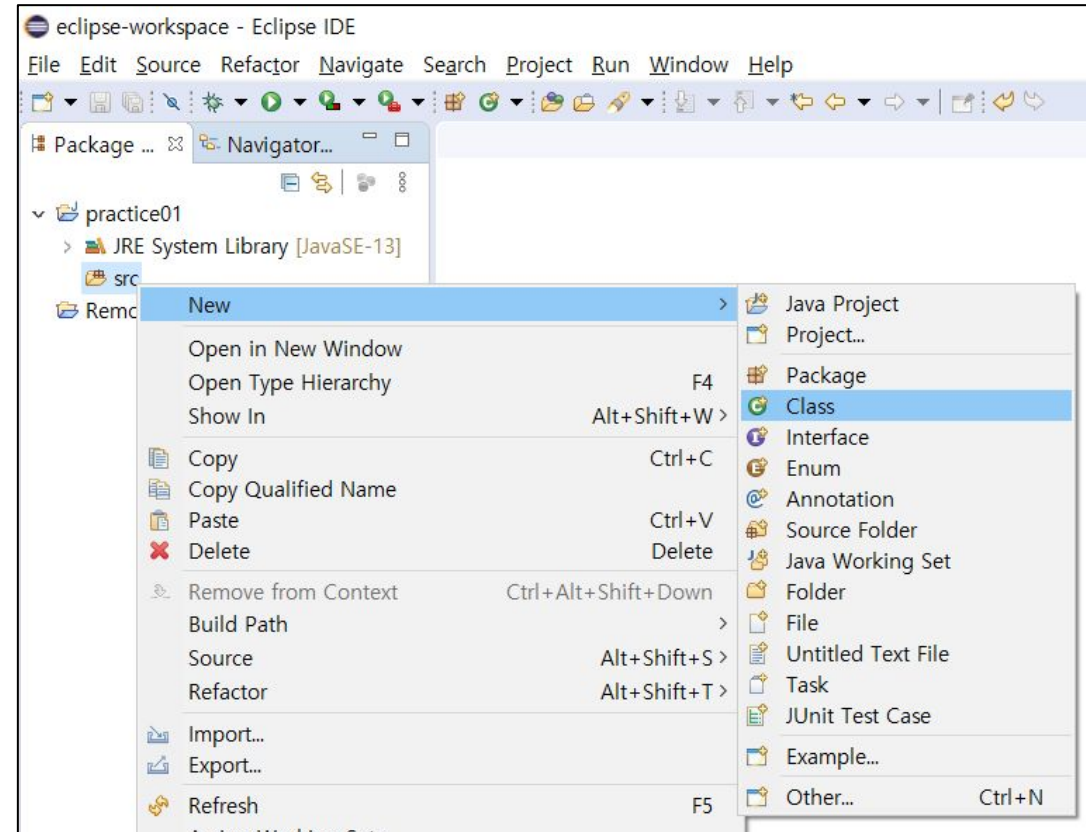 eclipse-workspace - Eclipse IDE
File Edit Source Refactor Navigate Search Project Run Window Help
Package ... Navigator...
practice01
JRE System Library [JavaSE-13]
src
Remo
New
Open in New Window
Open Type Hierarchy F4
Show In Alt+Shift+W >
Copy Ctrl+C
Copy Qualified Name
Paste Ctrl+V
Delete Delete
Remove from Context Ctrl+Alt+Shift+Down
Build Path >
Source Alt+Shift+S >
Refactor Alt+Shift+T >
Import...
Export...
Refresh F5
Java Project
Project...
Package
Class
Interface
Enum
Annotation
Source Folder
Java Working Set
Folder
File
Untitled Text File
Task
JUnit Test Case
Example...
Other... Ctrl+N